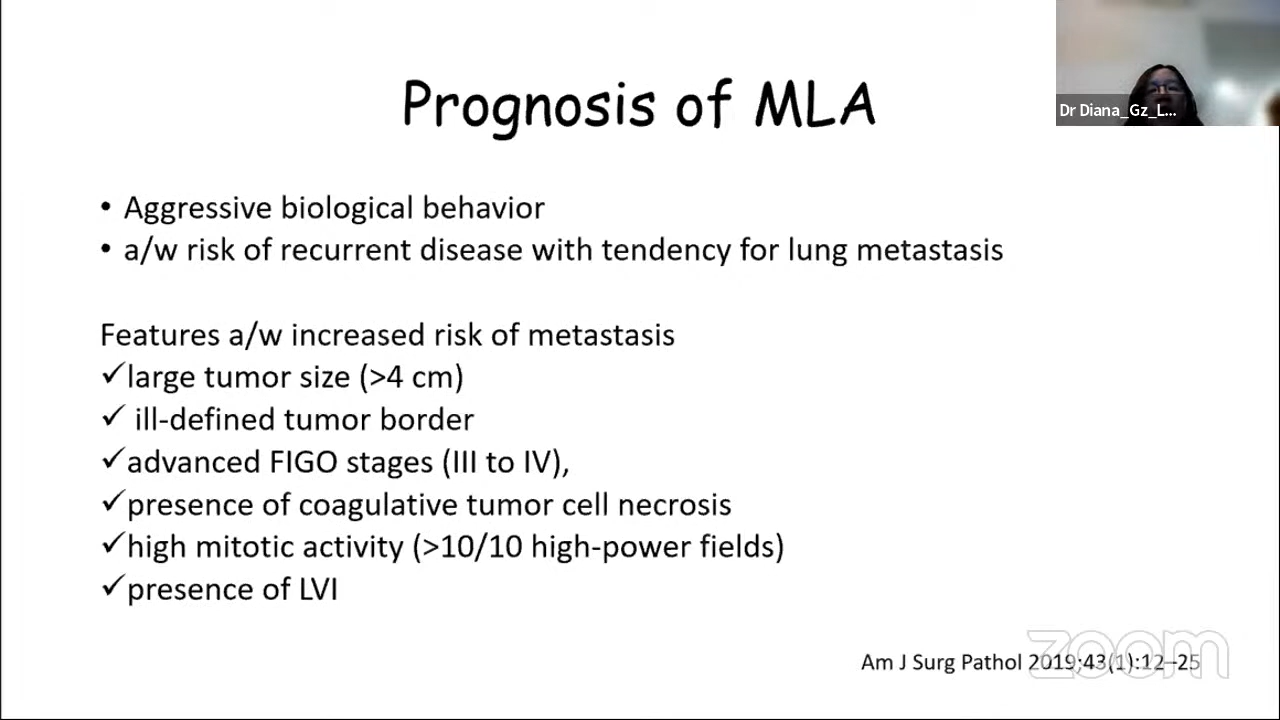 Prognosis of MLA
Dr Diana_Gz_L...
• Aggressive biological behavior
• a/w risk of recurrent disease with tendency for lung metastasis
Features a/w increased risk of metastasis
✓large tumor size (>4 cm)
✓ ill-defined tumor border
✓advanced FIGO stages (III to IV),
✓presence of coagulative tumor cell necrosis
✓high mitotic activity (>10/10 high-power fields)
✓presence of LVI
Am J Surg Pathol 2019;43(1):12–25
zoom